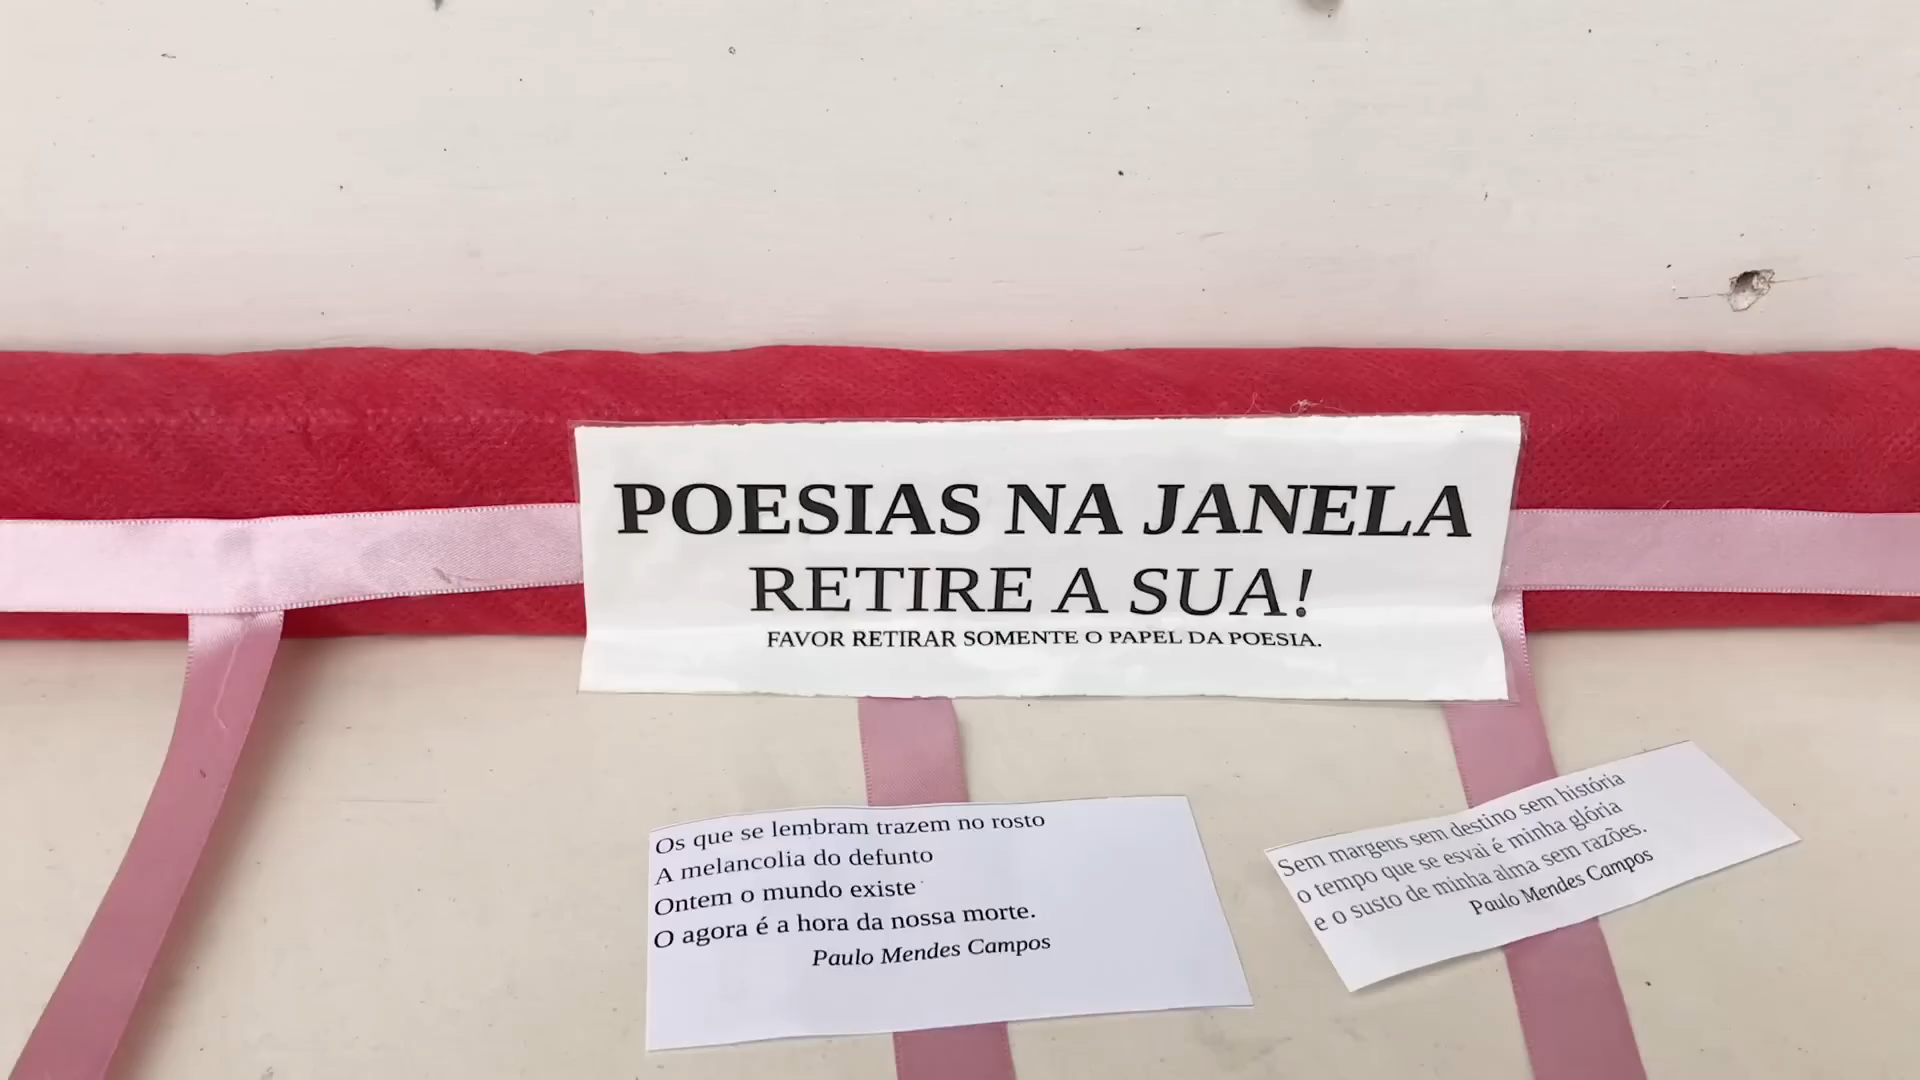 POESIAS NA JANELA
RETIRE A SUA!
FAVOR RETIRAR SOMENTE O PAPEL DA POESIA.
Os que se lembram trazem no rosto
A melancolia do defunto
Ontem o mundo existe
O agora é a hora da nossa morte.
Paulo Mendes Campos
Sem margens sem destino sem história
o tempo que se esvai é minha glória
e o susto de minha alma sem razões.
Paulo Mendes Campos